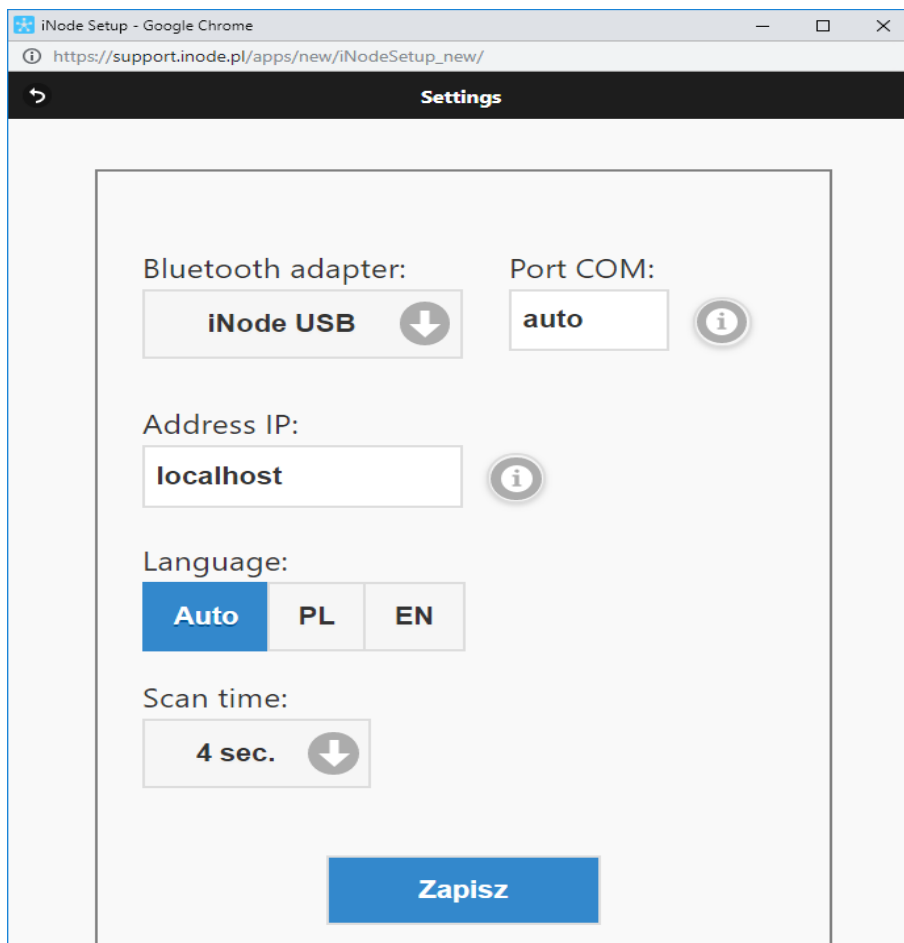 iNode Setup - Google Chrome
https://support.inode.pl/apps/new/iNodeSetup_new/
Settings
Bluetooth adapter: Port COM:
iNode USB auto
Address IP:
localhost
Language:
Auto PL EN
Scan time:
4 sec.
Zapisz